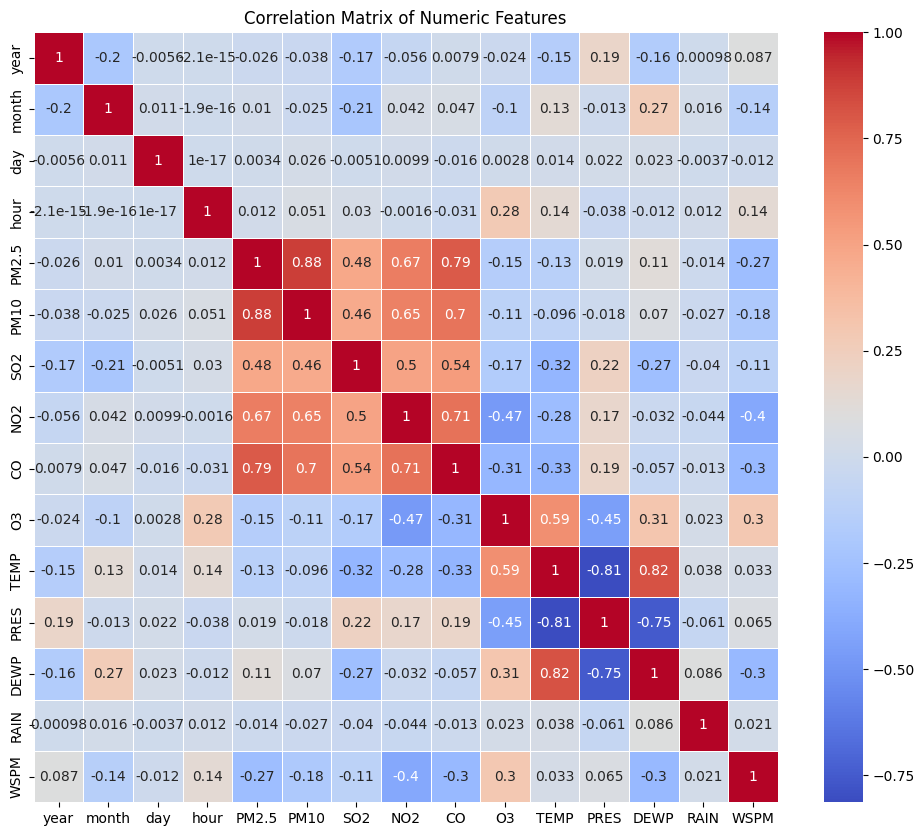 Correlation Matrix of Numeric Features
year 1 -0.2 -0.0056 -2.1e-15 -0.026 -0.038 -0.17 -0.056 0.0079 -0.024 -0.15 0.19 -0.16 -0.00098 0.087
month -0.2 1 0.011 -1.9e-16 0.01 -0.025 -0.21 0.042 0.047 -0.1 0.13 -0.013 0.27 0.016 -0.14
day -0.0056 0.011 1 1e-17 0.0034 0.026 -0.0051 0.0099 -0.016 0.0028 0.014 0.022 0.023 -0.0037 -0.012
hour -2.1e-15 -1.9e-16 1e-17 1 0.012 0.051 0.03 -0.0016 -0.031 0.28 0.14 -0.038 -0.012 0.012 0.14
PM2.5 -0.026 0.01 0.0034 0.012 1 0.88 0.48 0.67 0.79 -0.15 -0.13 0.019 0.11 -0.014 -0.27
PM10 -0.038 -0.025 0.026 0.051 0.88 1 0.46 0.65 0.7 -0.11 -0.096 -0.018 0.07 -0.027 -0.18
SO2 -0.17 -0.21 -0.0051 0.03 0.48 0.46 1 0.5 0.54 -0.17 -0.32 0.22 -0.27 -0.04 -0.11
NO2 -0.056 0.042 0.0099 -0.0016 0.67 0.65 0.5 1 0.71 -0.47 -0.28 0.17 -0.032 -0.044 -0.4
CO 0.0079 0.047 -0.016 -0.031 0.79 0.7 0.54 0.71 1 -0.31 -0.33 0.19 -0.057 -0.013 -0.3
O3 -0.024 -0.1 0.0028 0.28 -0.15 -0.11 -0.17 -0.47 -0.31 1 0.59 -0.45 0.31 0.023 0.3
TEMP -0.15 0.13 0.014 0.14 -0.13 -0.096 -0.32 -0.28 -0.33 0.59 1 -0.81 0.82 0.038 0.033
PRES 0.19 -0.013 0.022 -0.038 0.019 -0.018 0.22 0.17 0.19 -0.45 -0.81 1 -0.75 -0.061 0.065
DEWP -0.16 0.27 0.023 -0.012 0.11 0.07 -0.27 -0.032 -0.057 0.31 0.82 -0.75 1 0.086 -0.3
RAIN -0.00098 0.016 -0.0037 0.012 -0.014 -0.027 -0.04 -0.044 -0.013 0.023 0.038 -0.061 0.086 1 0.021
WSPM 0.087 -0.14 -0.012 0.14 -0.27 -0.18 -0.11 -0.4 -0.3 0.3 0.033 0.065 -0.3 0.021 1
year month day hour PM2.5 PM10 SO2 NO2 CO O3 TEMP PRES DEWP RAIN WSPM
1.00
0.75
0.50
0.25
0.00
−0.25
−0.50
−0.75